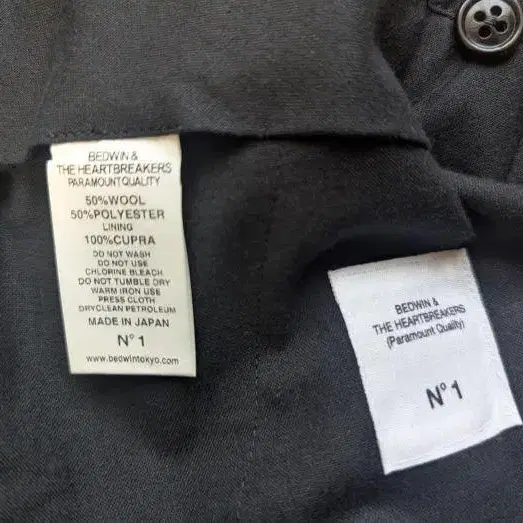 BEDWIN &
THE HEARTBREAKERS
PARAMOUNT QUALITY
50%WOOL
50%POLYESTER
LINING
100%CUPRA
DO NOT WASH
DO NOT USE
CHLORINE BLEACH
DO NOT TUMBLE DRY
WARM IRON USE
PRESS CLOTH
DRYCLEAN PETROLEUM
MADE IN JAPAN
N° 1
www.bedwintokyo.com
BEDWIN &
THE HEARTBREAKERS
(Paramount Quality)
N° 1